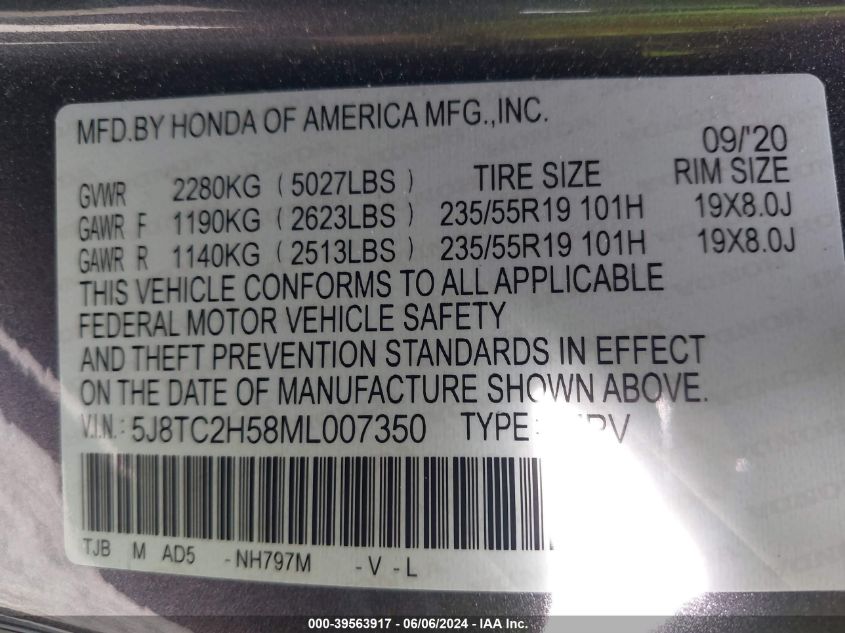 MFD.BY HONDA OF AMERICA MFG.,INC.
09/'20
GVWR 2280KG (5027LBS) TIRE SIZE RIM SIZE
GAWR F 1190KG (2623LBS) 235/55R19 101H 19X8.0J
GAWR R 1140KG (2513LBS) 235/55R19 101H 19X8.0J
THIS VEHICLE CONFORMS TO ALL APPLICABLE
FEDERAL MOTOR VEHICLE SAFETY
AND THEFT PREVENTION STANDARDS IN EFFECT
ON THE DATE OF MANUFACTURE SHOWN ABOVE.
V.I.N.: 5J8TC2H58ML007350 TYPE:
TJB M AD5 -NH797M -V -L
000-39563917 - 06/06/2024 - IAA Inc.